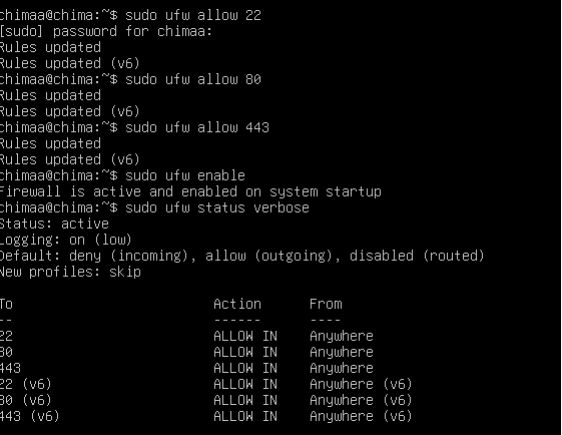 chimaa@chima:~$ sudo ufw allow 22
[sudo] password for chimaa:
Rules updated
Rules updated (v6)
chimaa@chima:~$ sudo ufw allow 80
Rules updated
Rules updated (v6)
chimaa@chima:~$ sudo ufw allow 443
Rules updated
Rules updated (v6)
chimaa@chima:~$ sudo ufw enable
Firewall is active and enabled on system startup
chimaa@chima:~$ sudo ufw status verbose
Status: active
Logging: on (low)
Default: deny (incoming), allow (outgoing), disabled (routed)
New profiles: skip
To Action From
-- ------ ----
22 ALLOW IN Anywhere
80 ALLOW IN Anywhere
443 ALLOW IN Anywhere
22 (v6) ALLOW IN Anywhere (v6)
80 (v6) ALLOW IN Anywhere (v6)
443 (v6) ALLOW IN Anywhere (v6)